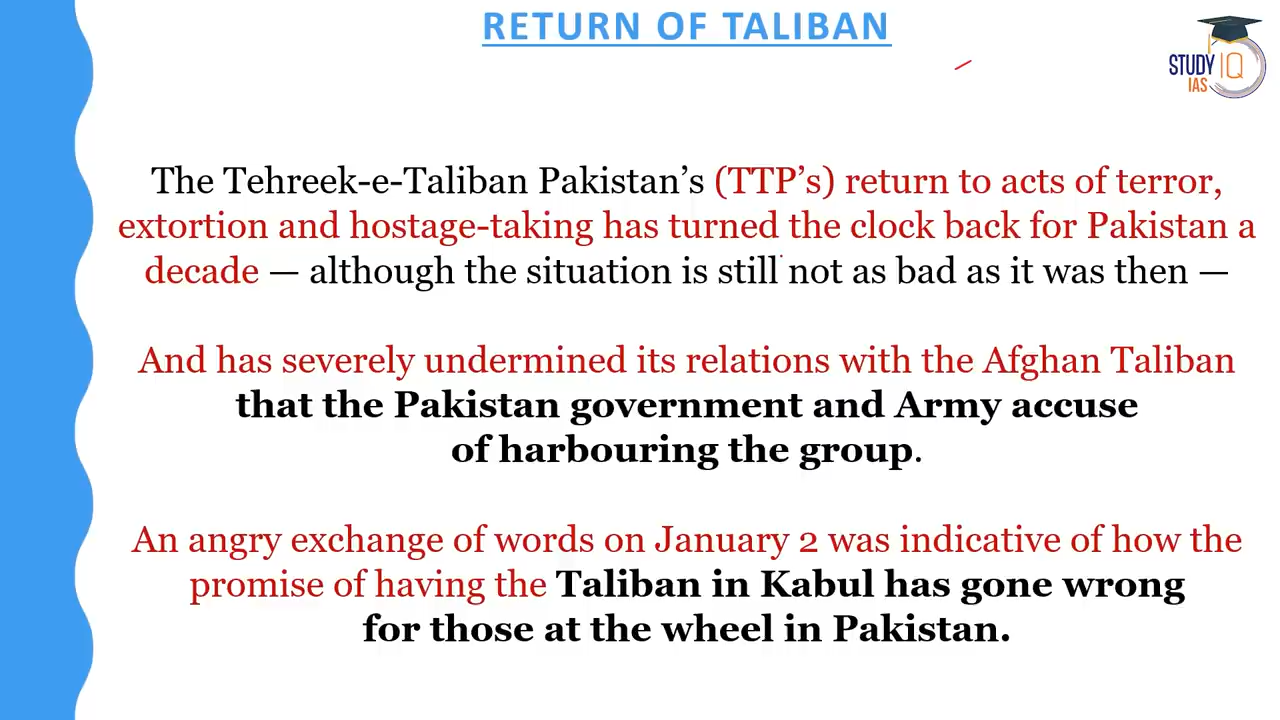 RETURN OF TALIBAN
STUDY IQ
IAS
The Tehreek-e-Taliban Pakistan’s (TTP’s) return to acts of terror,
extortion and hostage-taking has turned the clock back for Pakistan a
decade — although the situation is still not as bad as it was then —
And has severely undermined its relations with the Afghan Taliban
that the Pakistan government and Army accuse
of harbouring the group.
An angry exchange of words on January 2 was indicative of how the
promise of having the Taliban in Kabul has gone wrong
for those at the wheel in Pakistan.